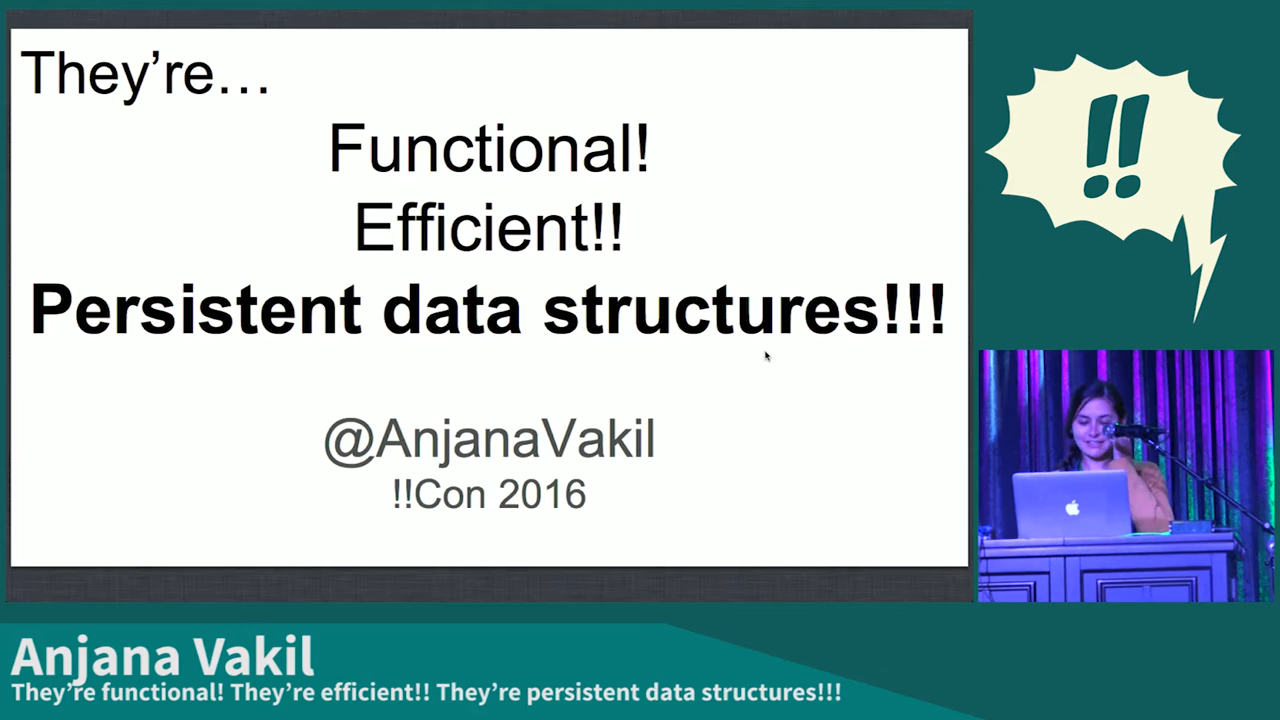 They’re…
Functional!
Efficient!!
Persistent data structures!!!
@AnjanaVakil
!!Con 2016
!!
Anjana Vakil
They’re functional! They’re efficient!! They’re persistent data structures!!!